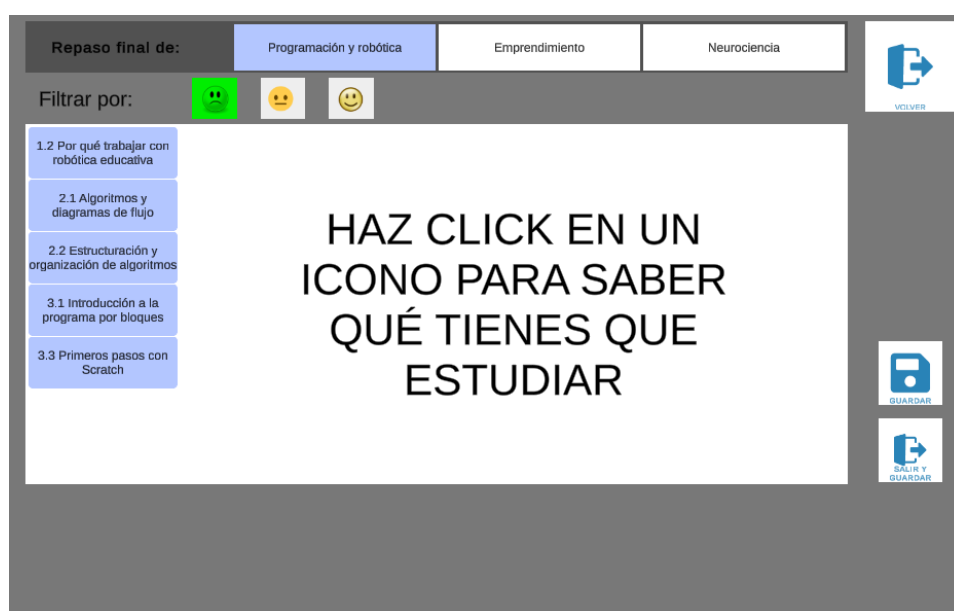 Repaso final de:
Programación y robótica
Emprendimiento
Neurociencia
VOLVER
Filtrar por:
1.2 Por qué trabajar con
robótica educativa
2.1 Algoritmos y
diagramas de flujo
2.2 Estructuración y
organización de algoritmos
3.1 Introducción a la
programa por bloques
3.3 Primeros pasos con
Scratch
HAZ CLICK EN UN
ICONO PARA SABER
QUÉ TIENES QUE
ESTUDIAR
GUARDAR
SALIR Y
GUARDAR